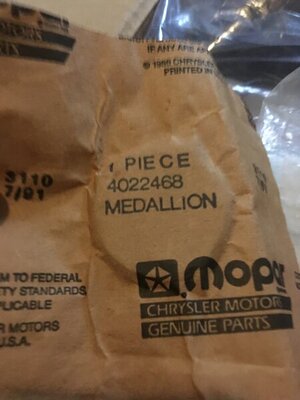 IF ANY ARE
© 1988 CHRYSLER
PRINTED IN
3110
7/91
1 PIECE
4022468
MEDALLION
M TO FEDERAL
TY STANDARDS
PLICABLE
R MOTORS
U.S.A.
Mopar
CHRYSLER MOTORS
GENUINE PARTS